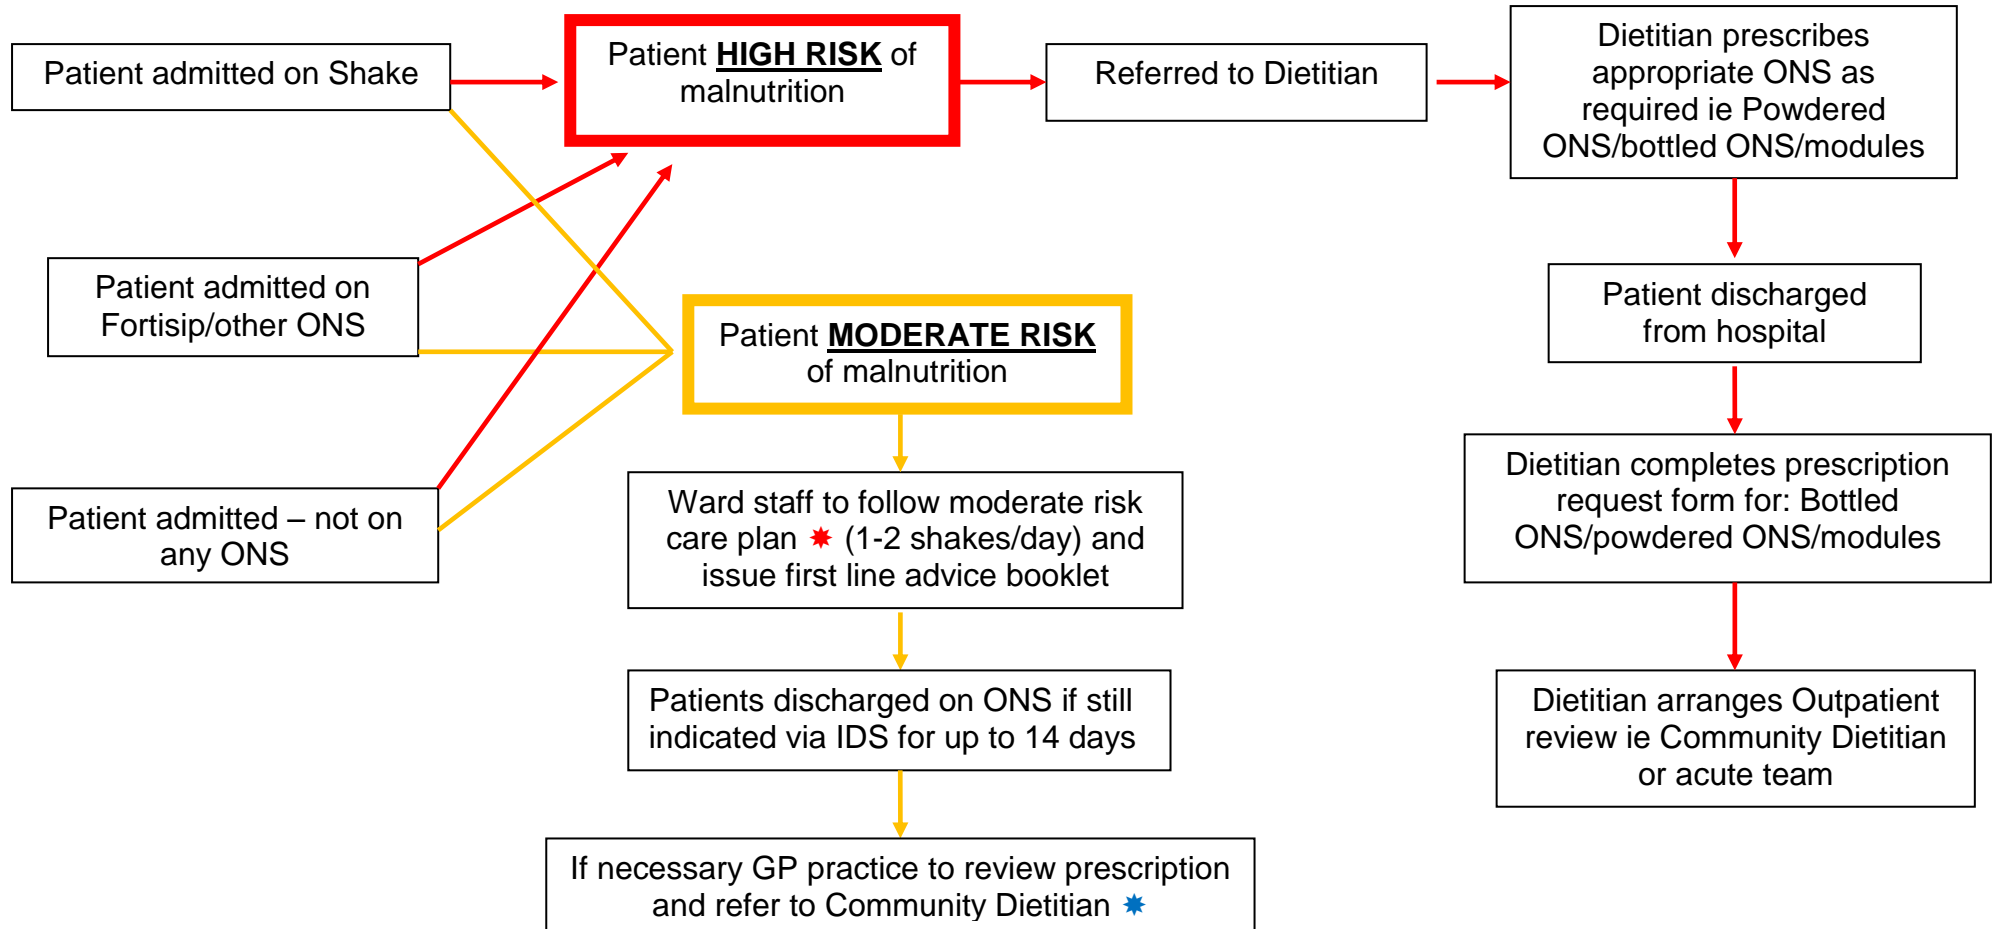 Patient admitted on Shake
Patient HIGH RISK of
malnutrition
Referred to Dietitian
Dietitian prescribes
appropriate ONS as
required ie Powdered
ONS/bottled ONS/modules
Patient admitted on
Fortisip/other ONS
Patient MODERATE RISK
of malnutrition
Patient discharged
from hospital
Patient admitted – not on
any ONS
Ward staff to follow moderate risk
care plan ✷ (1-2 shakes/day) and
issue first line advice booklet
Dietitian completes prescription
request form for: Bottled
ONS/powdered ONS/modules
Patients discharged on ONS if still
indicated via IDS for up to 14 days
Dietitian arranges Outpatient
review ie Community Dietitian
or acute team
If necessary GP practice to review prescription
and refer to Community Dietitian ✷